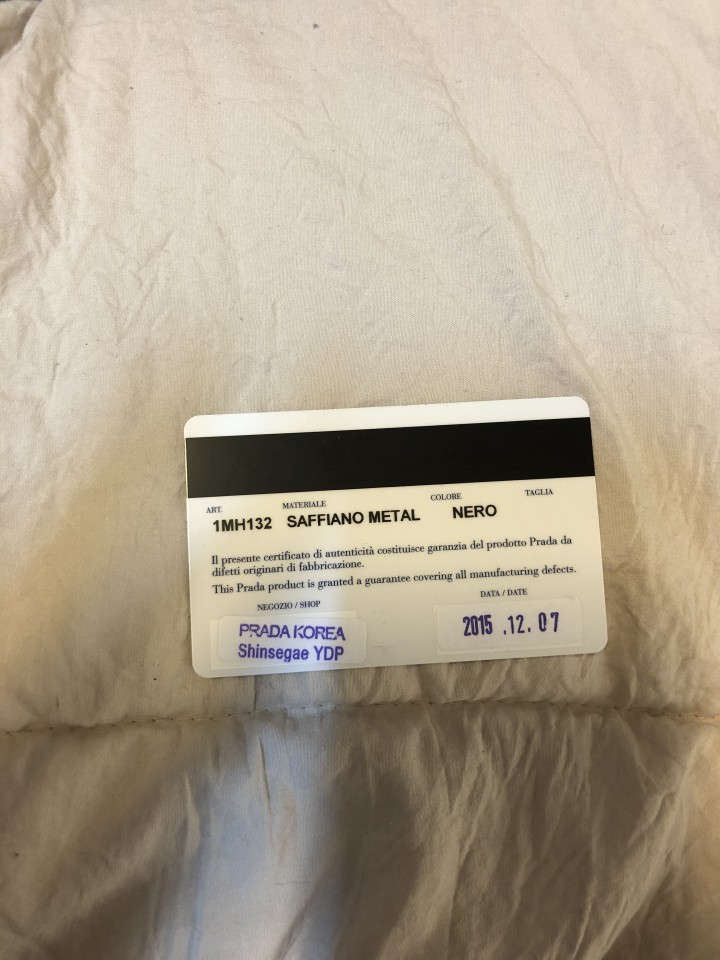 ART. MATERIALE COLORE TAGLIA
1MH132 SAFFIANO METAL NERO
Il presente certificato di autenticità costituisce garanzia del prodotto Prada da
difetti originari di fabbricazione.
This Prada product is granted a guarantee covering all manufacturing defects.
NEGOZIO / SHOP
PRADA KOREA
Shinsegae YDP
DATA / DATE
2015 .12. 07